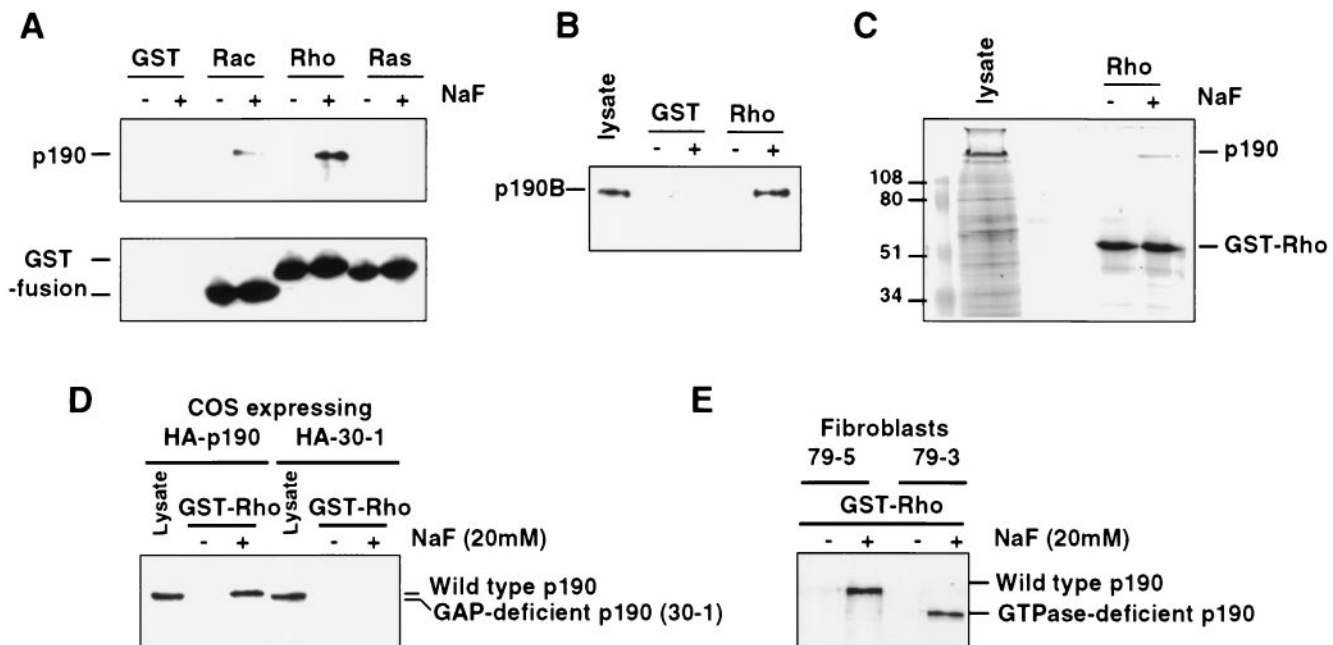 A
GST Rac Rho Ras
- + - + - + - + NaF
p190
GST
-fusion
B
lysate
GST Rho
- + - +
p190B
C
lysate
Rho
- + NaF
p190
108
80
51
34
GST-Rho
D
COS expressing
HA-p190 HA-30-1
Lysate GST-Rho Lysate GST-Rho
- + - + NaF (20mM)
Wild type p190
GAP-deficient p190 (30-1)
E
Fibroblasts
79-5 79-3
GST-Rho
- + - + NaF (20mM)
Wild type p190
GTPase-deficient p190